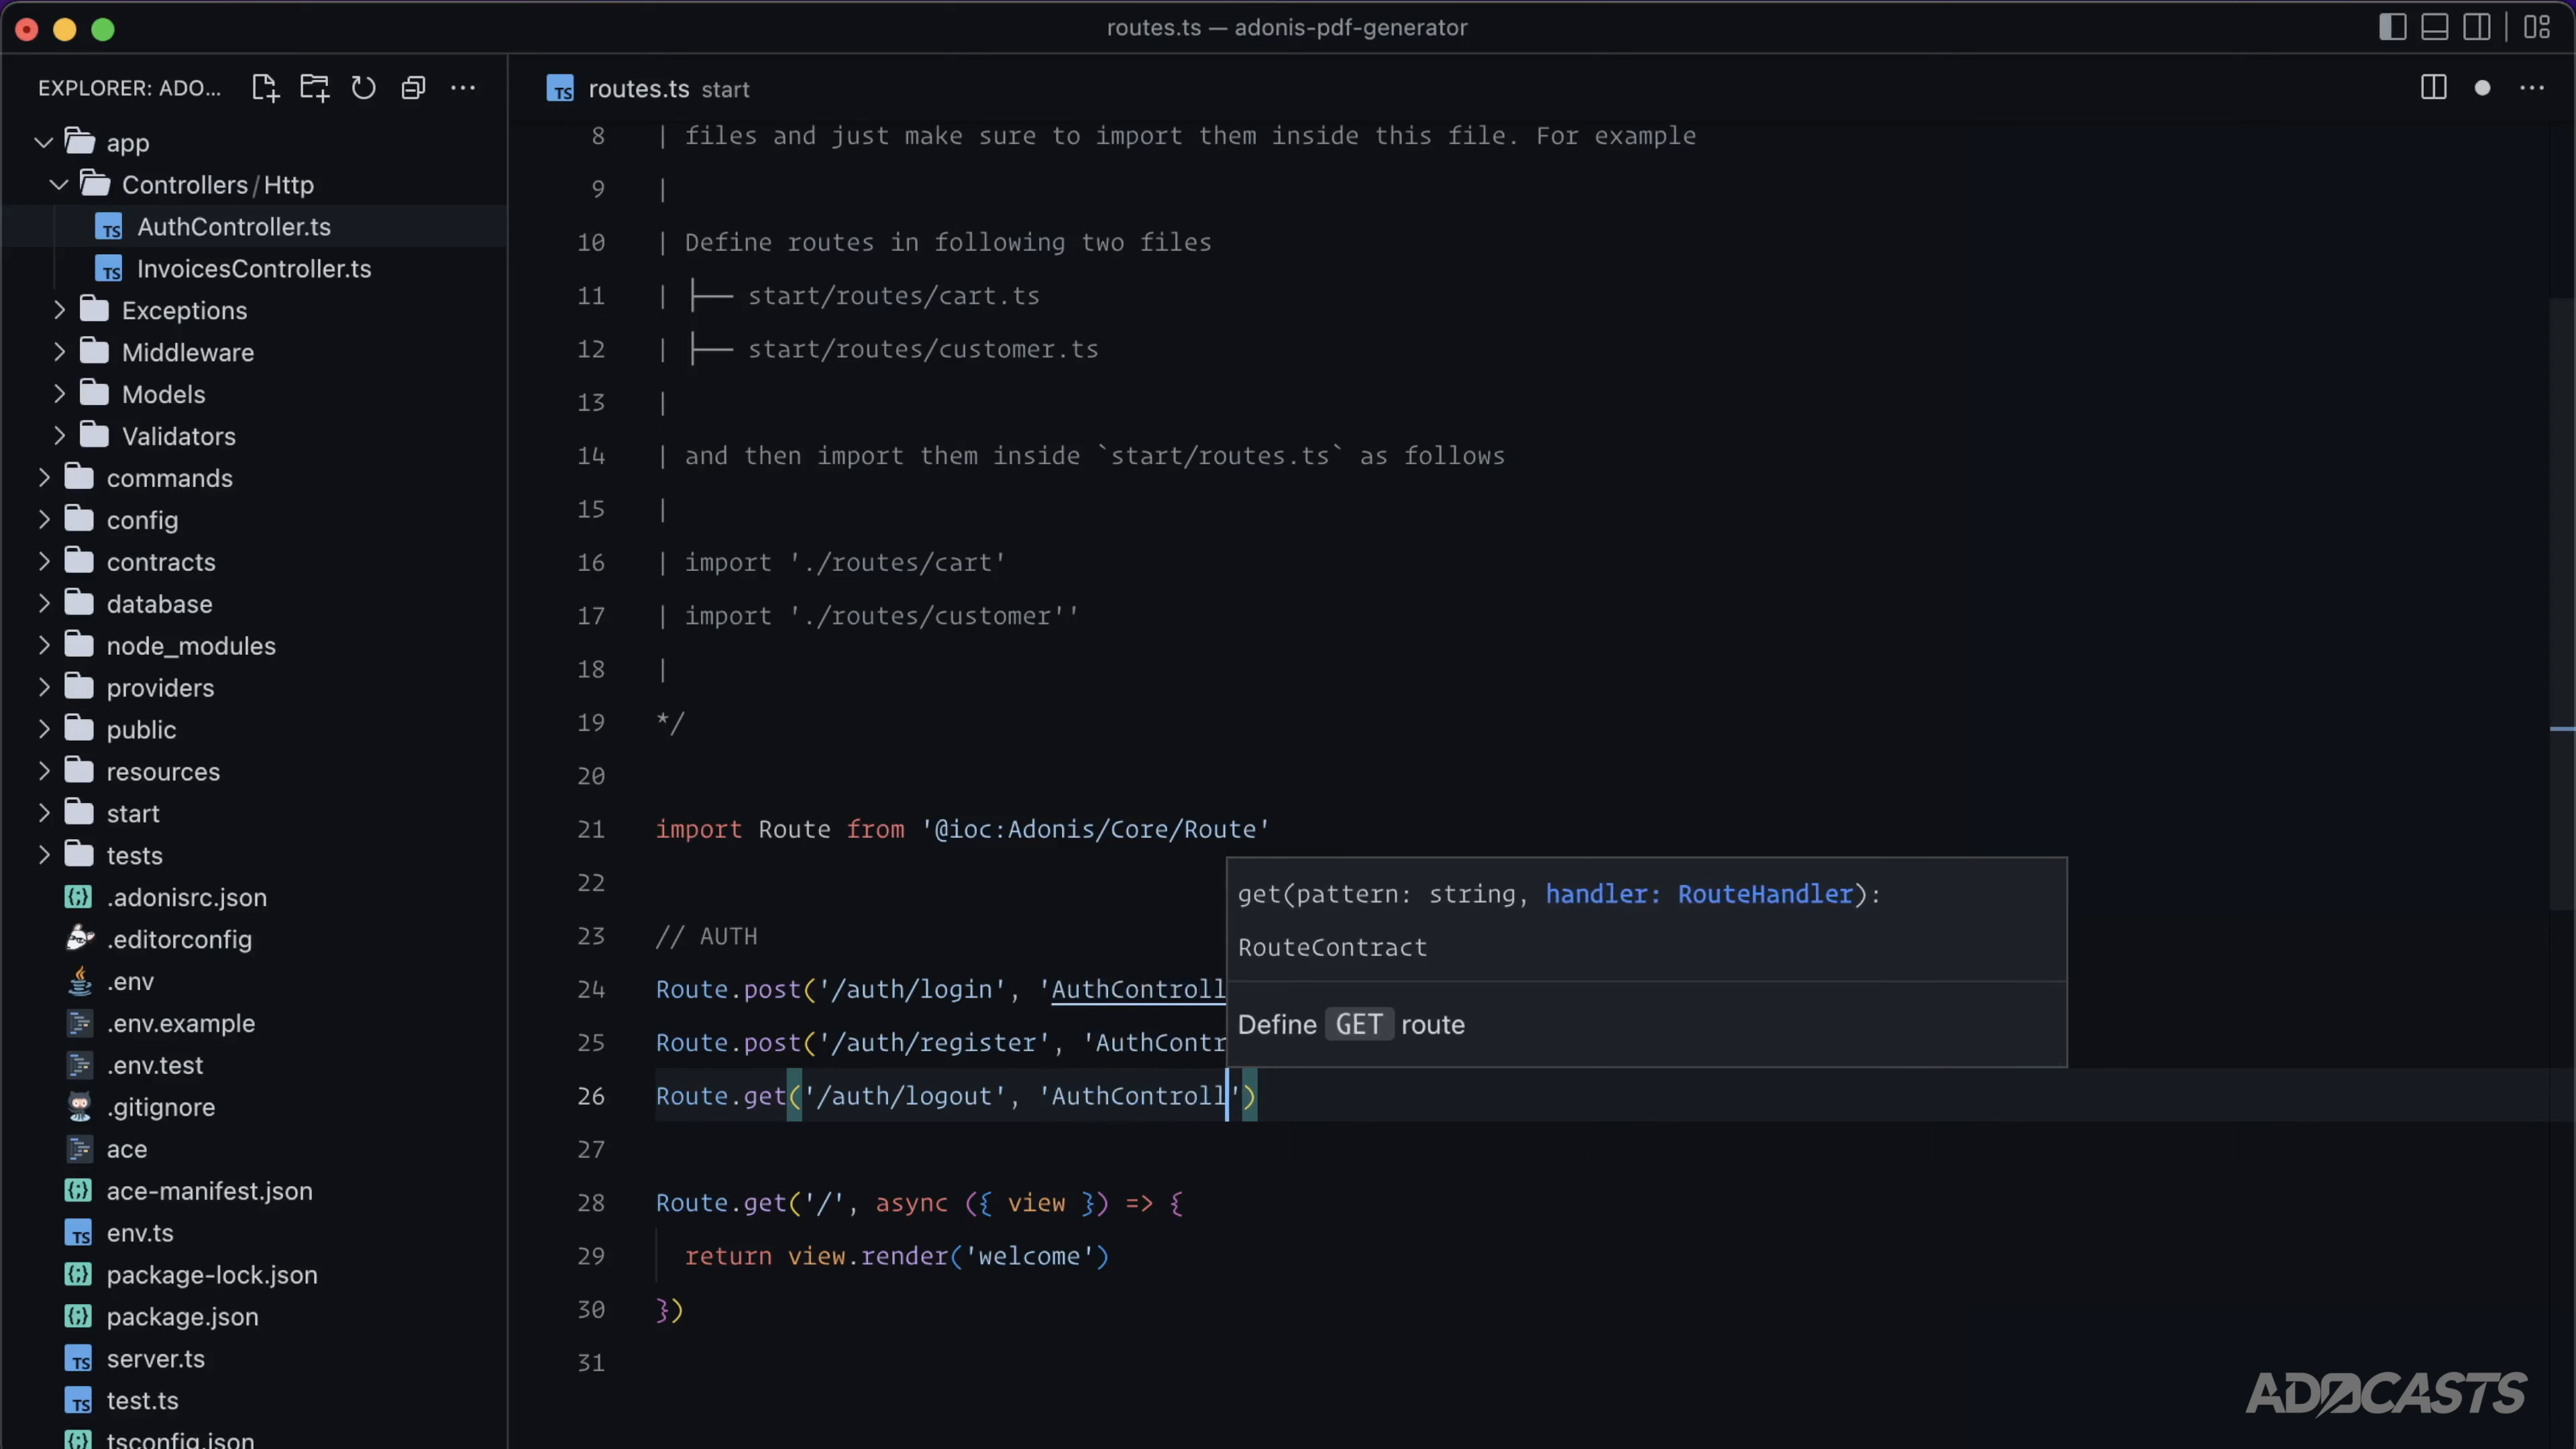 routes.ts — adonis-pdf-generator
EXPLORER: ADO...
app
Controllers/Http
TS AuthController.ts
TS InvoicesController.ts
Exceptions
Middleware
Models
Validators
commands
config
contracts
database
node_modules
providers
public
resources
start
tests
.adonisrc.json
.editorconfig
.env
.env.example
.env.test
.gitignore
ace
ace-manifest.json
TS env.ts
package-lock.json
package.json
TS server.ts
TS test.ts
tsconfig.json
TS routes.ts start
8 | files and just make sure to import them inside this file. For example
9 |
10 | Define routes in following two files
11 | ├── start/routes/cart.ts
12 | ├── start/routes/customer.ts
13 |
14 | and then import them inside `start/routes.ts` as follows
15 |
16 | import './routes/cart'
17 | import './routes/customer''
18 |
19 */
20
21 import Route from '@ioc:Adonis/Core/Route'
22
23 // AUTH
24 Route.post('/auth/login', 'AuthControll
25 Route.post('/auth/register', 'AuthContr
26 Route.get('/auth/logout', 'AuthControll')
27
28 Route.get('/', async ({ view }) => {
29 return view.render('welcome')
30 })
31
get(pattern: string, handler: RouteHandler):
RouteContract
Define GET route
ADOCASTS